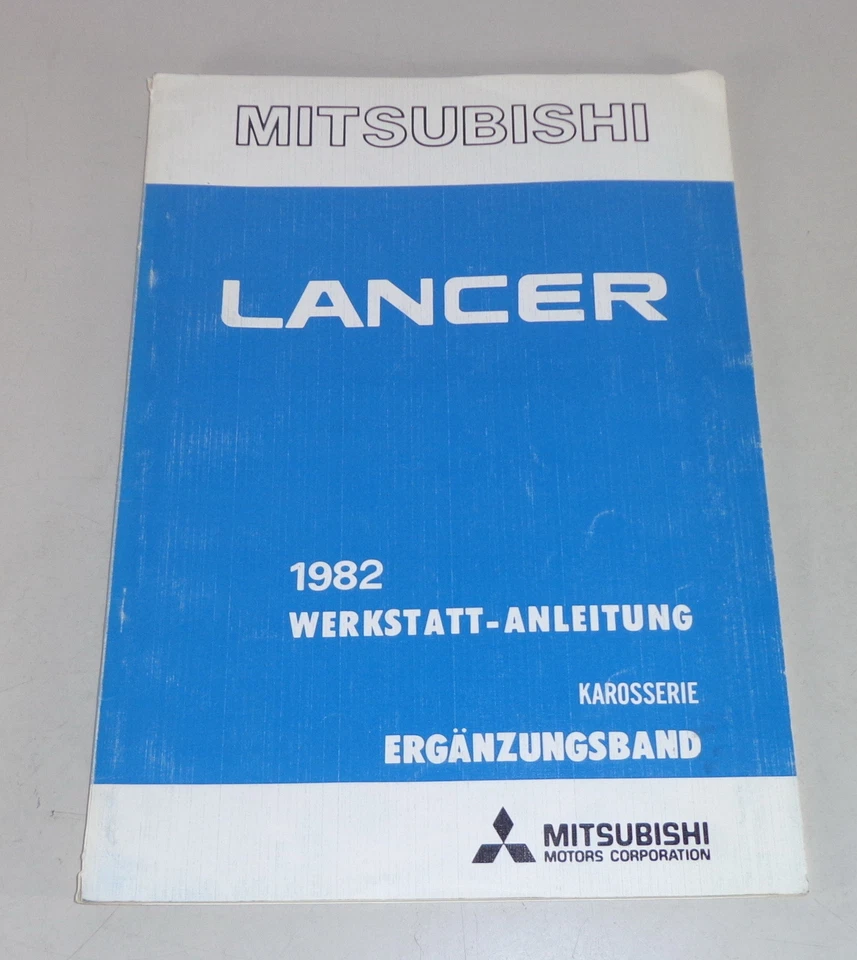 MITSUBISHI
LANCER
1982
WERKSTATT-ANLEITUNG
KAROSSERIE
ERGÄNZUNGSBAND
MITSUBISHI
MOTORS CORPORATION